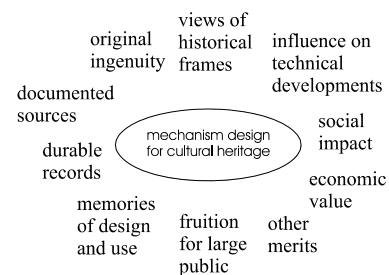 views of
historical
frames
original
ingenuity
influence on
technical
developments
documented
sources
mechanism design
for cultural heritage
social
impact
durable
records
economic
value
memories
of design
and use
fruition
for large
public
other
merits